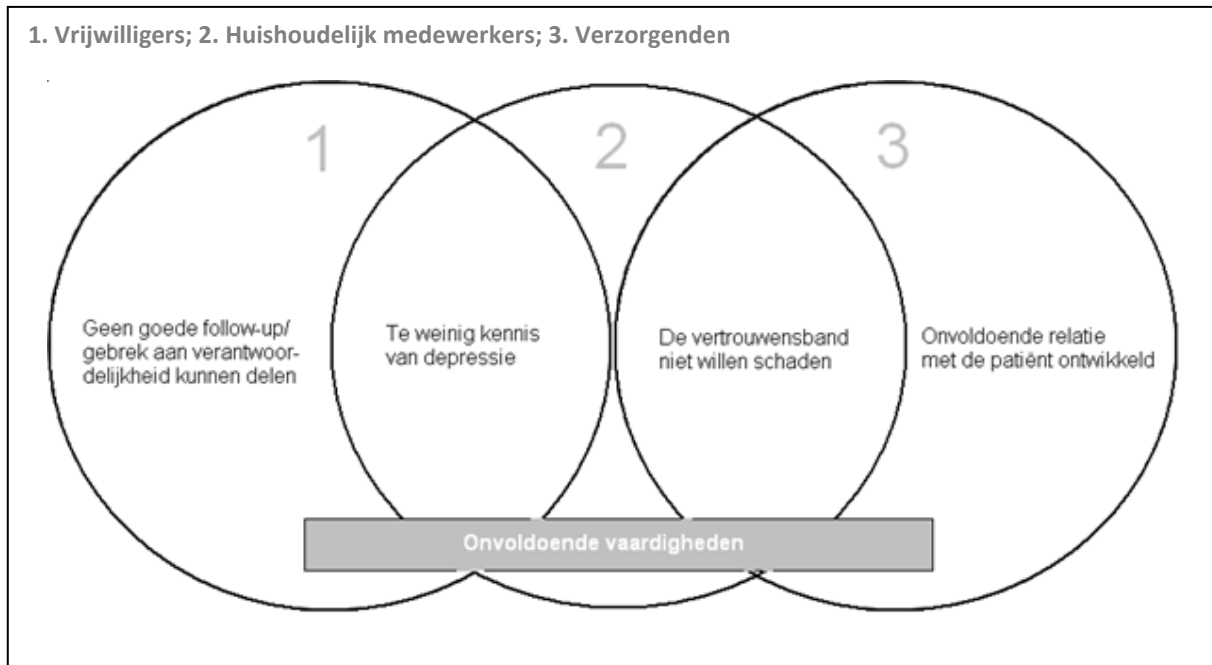 1. Vrijwilligers; 2. Huishoudelijk medewerkers; 3. Verzorgenden
1
2
3
Geen goede follow-up/
gebrek aan verantwoor-
delijkheid kunnen delen
Te weinig kennis
van depressie
De vertrouwensband
niet willen schaden
Onvoldoende relatie
met de patiënt ontwikkeld
Onvoldoende vaardigheden